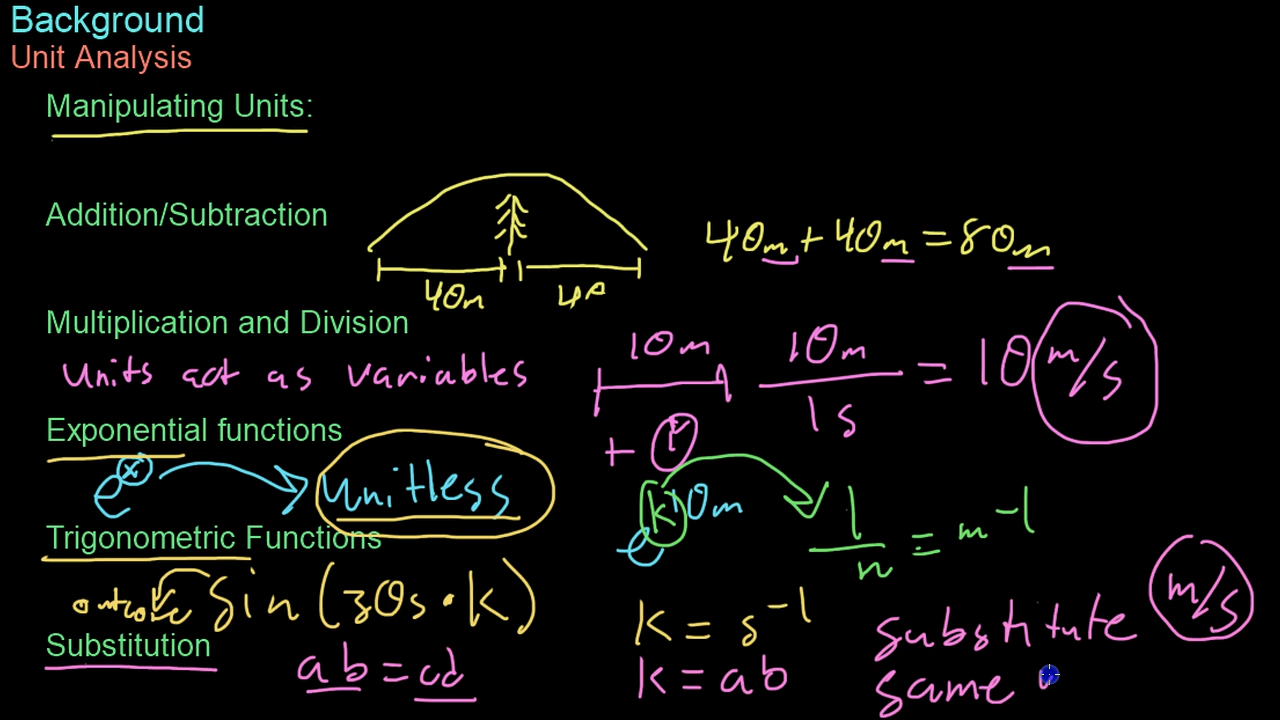 Background
Unit Analysis
Manipulating Units:
Addition/Subtraction
40m
40m + 40m = 80m
Multiplication and Division
units act as variables
10m
10m / 1s = 10 m/s
Exponential functions
e^x unitless
e^k10m
1/m = m^-1
Trigonometric Functions
sin(30s · k)
k = s^-1
substitute m/s
Substitution
ab = cd
k = ab
same